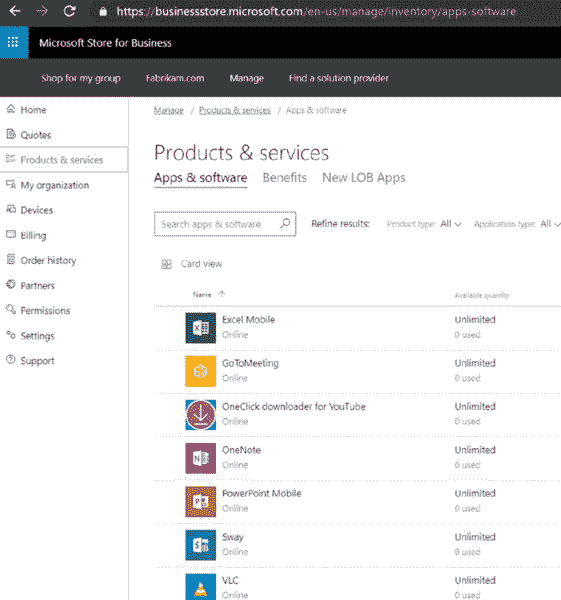 https://businessstore.microsoft.com/en-us/manage/inventory/apps-software
Microsoft Store for Business
Shop for my group Fabrikam.com Manage Find a solution provider
Home
Quotes
Products & services
My organization
Devices
Billing
Order history
Partners
Permissions
Settings
Support
Manage / Products & services / Apps & software
Products & services
Apps & software Benefits New LOB Apps
Search apps & software Refine results: Product type: All Application type: All
Card view
Name Available quantity
Excel Mobile Unlimited
Online 0 used
GoToMeeting Unlimited
Online 0 used
OneClick downloader for YouTube Unlimited
Online 0 used
OneNote Unlimited
Online 0 used
PowerPoint Mobile Unlimited
Online 0 used
Sway Unlimited
Online 0 used
VLC Unlimited
Online 0 used